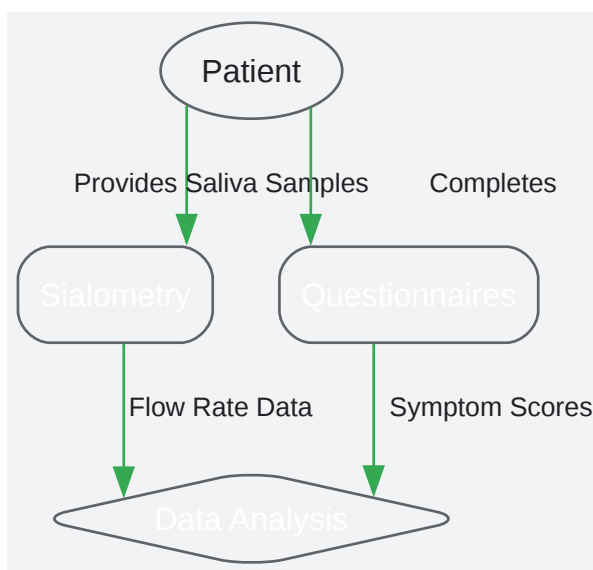 Patient
Provides Saliva Samples
Completes
Sialometry
Questionnaires
Flow Rate Data
Symptom Scores
Data Analysis